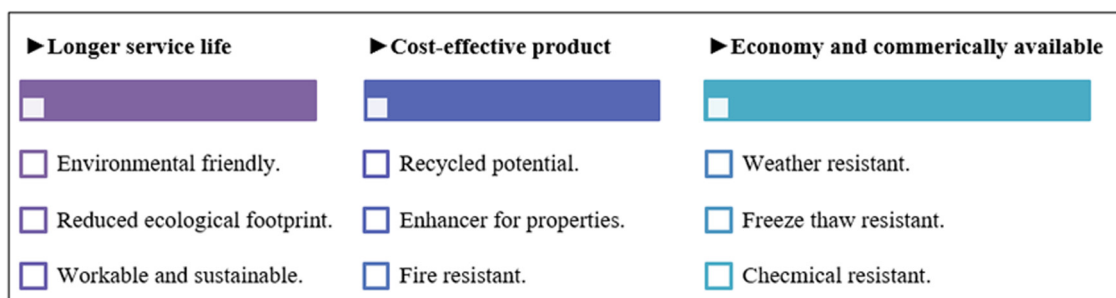 ►Longer service life
►Cost-effective product
►Economy and commerically available
Environmental friendly.
Recycled potential.
Weather resistant.
Reduced ecological footprint.
Enhancer for properties.
Freeze thaw resistant.
Workable and sustainable.
Fire resistant.
Checmical resistant.